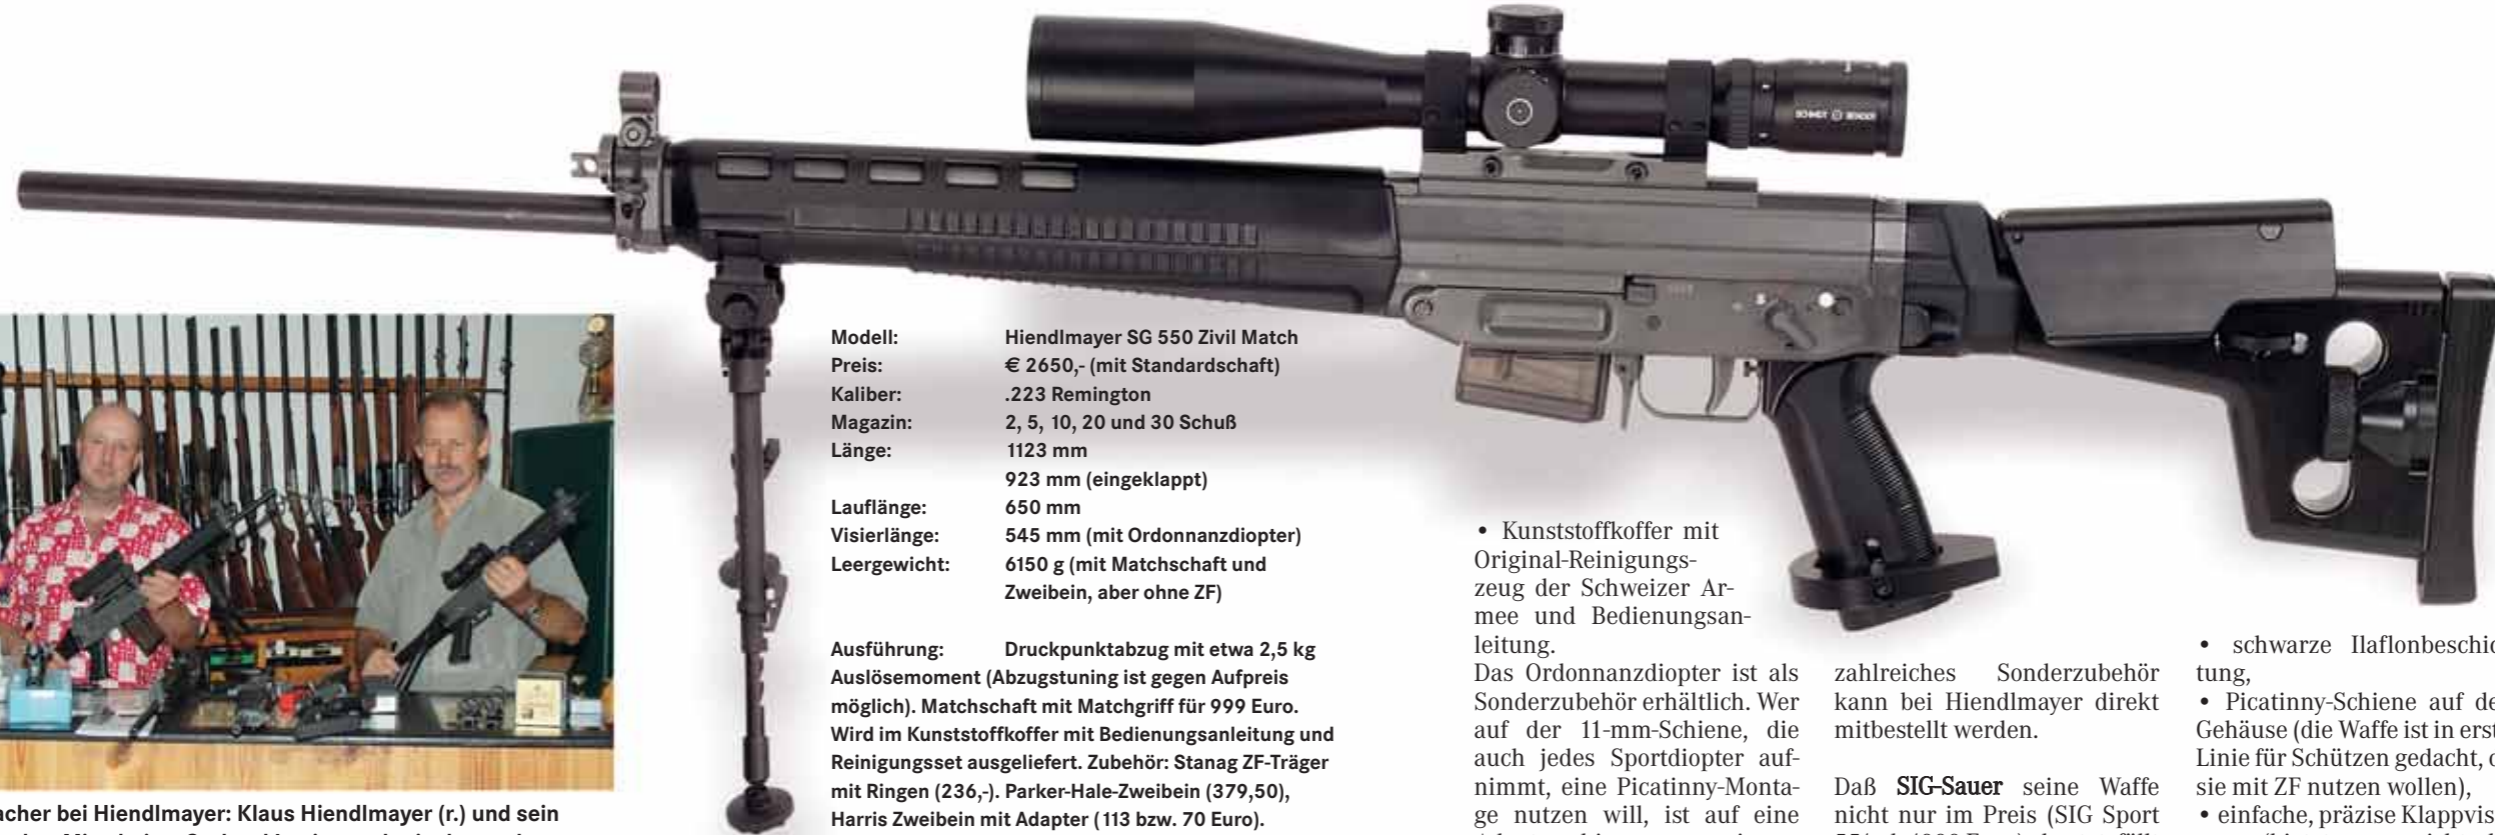 Modell: Hiendlmayer SG 550 Zivil Match
Preis: € 2650,- (mit Standardschaft)
Kaliber: .223 Remington
Magazin: 2, 5, 10, 20 und 30 Schuß
Länge: 1123 mm
923 mm (eingeklappt)
Lauflänge: 650 mm
Visierlänge: 545 mm (mit Ordonnanzdiopter)
Leergewicht: 6150 g (mit Matchschaft und
Zweibein, aber ohne ZF)
Ausführung: Druckpunktabzug mit etwa 2,5 kg
Auslösemoment (Abzugstuning ist gegen Aufpreis
möglich). Matchschaft mit Matchgriff für 999 Euro.
Wird im Kunststoffkoffer mit Bedienungsanleitung und
Reinigungsset ausgeliefert. Zubehör: Stanag ZF-Träger
mit Ringen (236,-). Parker-Hale-Zweibein (379,50),
Harris Zweibein mit Adapter (113 bzw. 70 Euro).
acher bei Hiendlmayer: Klaus Hiendlmayer (r.) und sein
• Kunststoffkoffer mit
Original-Reinigungs-
zeug der Schweizer Ar-
mee und Bedienungsan-
leitung.
Das Ordonnanzdiopter ist als
Sonderzubehör erhältlich. Wer
auf der 11-mm-Schiene, die
auch jedes Sportdiopter auf-
nimmt, eine Picatinny-Monta-
ge nutzen will, ist auf eine
zahlreiches Sonderzubehör
kann bei Hiendlmayer direkt
mitbestellt werden.
Daß SIG-Sauer seine Waffe
nicht nur im Preis (SIG Sport
• schwarze Ilaflonbeschic
tung,
• Picatinny-Schiene auf de
Gehäuse (die Waffe ist in erst
Linie für Schützen gedacht, d
sie mit ZF nutzen wollen),
• einfache, präzise Klappvis